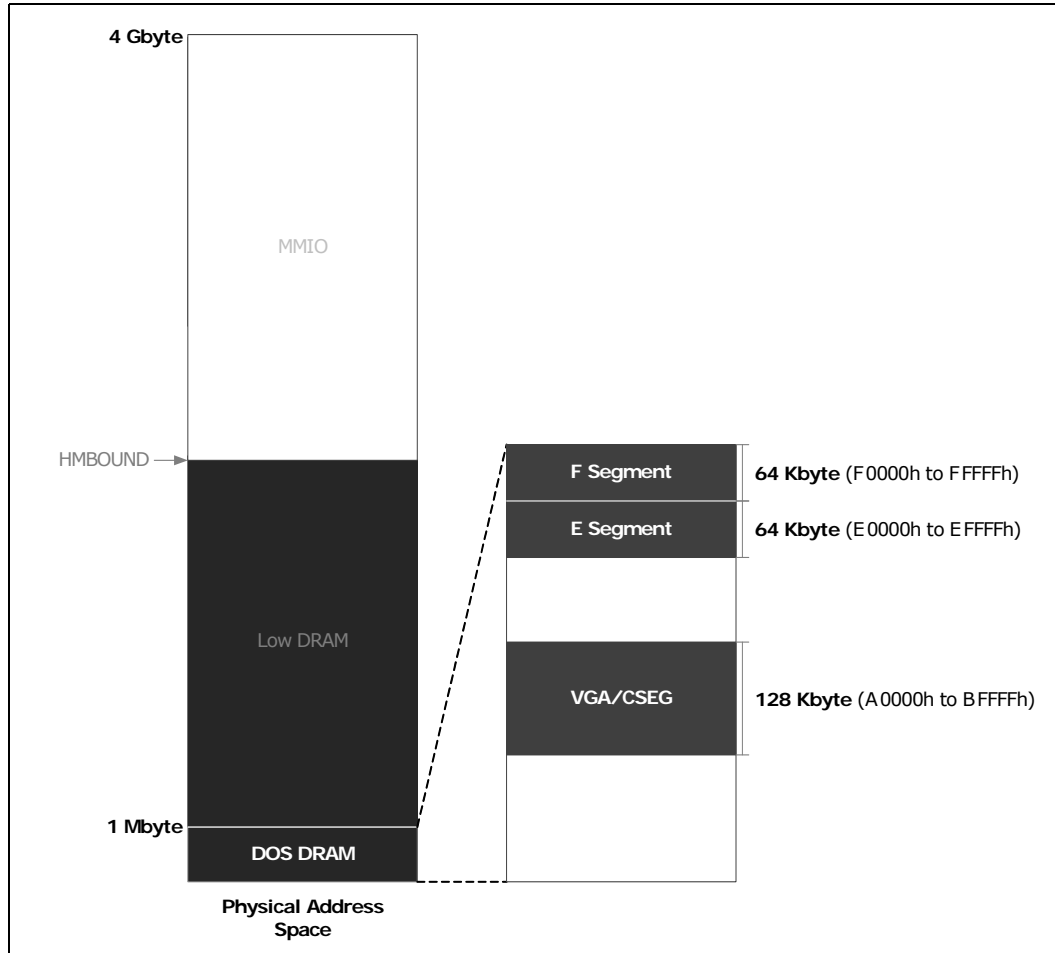 4 Gbyte
MMIO
HMBOUND
F Segment
64 Kbyte (F0000h to FFFFFh)
E Segment
64 Kbyte (E0000h to EFFFFh)
Low DRAM
VGA/CSEG
128 Kbyte (A0000h to BFFFFh)
1 Mbyte
DOS DRAM
Physical Address
Space